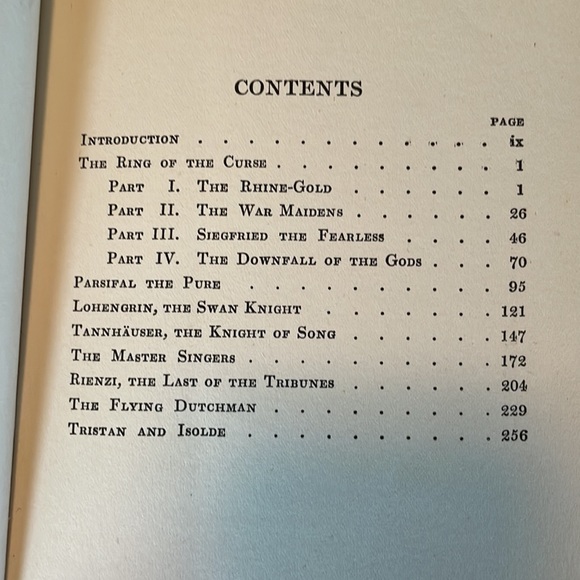 CONTENTS
PAGE
INTRODUCTION . . . . . . . . . . . . ix
THE RING OF THE CURSE . . . . . . . . . 1
PART I. THE RHINE-GOLD . . . . . . 1
PART II. THE WAR MAIDENS . . . . . . 26
PART III. SIEGFRIED THE FEARLESS . . . . 46
PART IV. THE DOWNFALL OF THE GODS . . . 70
PARSIFAL THE PURE . . . . . . . . . . 95
LOHENGRIN, THE SWAN KNIGHT . . . . . . . 121
TANNHÄUSER, THE KNIGHT OF SONG . . . . . . 147
THE MASTER SINGERS . . . . . . . . . . 172
RIENZI, THE LAST OF THE TRIBUNES . . . . . . 204
THE FLYING DUTCHMAN . . . . . . . . . 229
TRISTAN AND ISOLDE . . . . . . . . . . 256